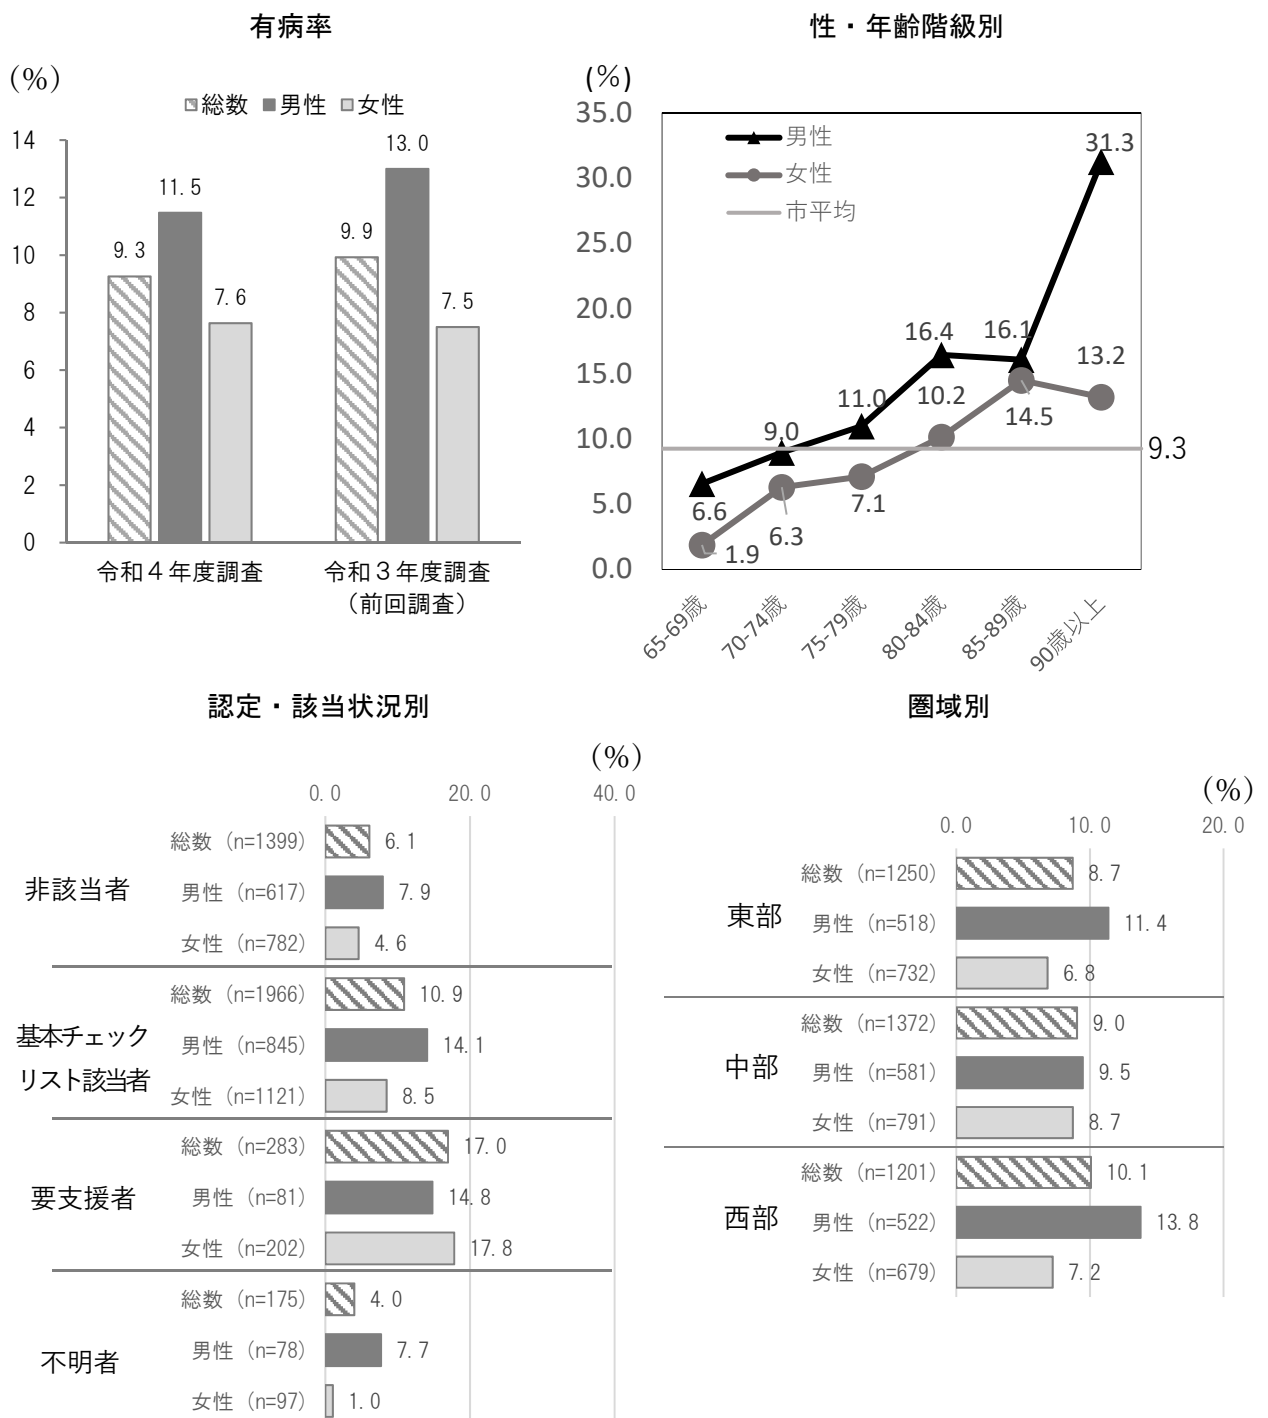 有病率
(%)
総数 男性 女性
14
12
10
8
6
4
2
0
9.3
11.5
7.6
9.9
13.0
7.5
令和４年度調査
令和３年度調査
（前回調査）
性・年齢階級別
(%)
男性
女性
市平均
35.0
30.0
25.0
20.0
15.0
10.0
5.0
0.0
6.6
9.0
11.0
16.4
16.1
31.3
1.9
6.3
7.1
10.2
14.5
13.2
9.3
65-69歳
70-74歳
75-79歳
80-84歳
85-89歳
90歳以上
認定・該当状況別
(%)
0.0 20.0 40.0
非該当者
総数（n=1399） 6.1
男性（n=617） 7.9
女性（n=782） 4.6
基本チェック
リスト該当者
総数（n=1966） 10.9
男性（n=845） 14.1
女性（n=1121） 8.5
要支援者
総数（n=283） 17.0
男性（n=81） 14.8
女性（n=202） 17.8
不明者
総数（n=175） 4.0
男性（n=78） 7.7
女性（n=97） 1.0
圏域別
(%)
0.0 10.0 20.0
東部
総数（n=1250） 8.7
男性（n=518） 11.4
女性（n=732） 6.8
中部
総数（n=1372） 9.0
男性（n=581） 9.5
女性（n=791） 8.7
西部
総数（n=1201） 10.1
男性（n=522） 13.8
女性（n=679） 7.2